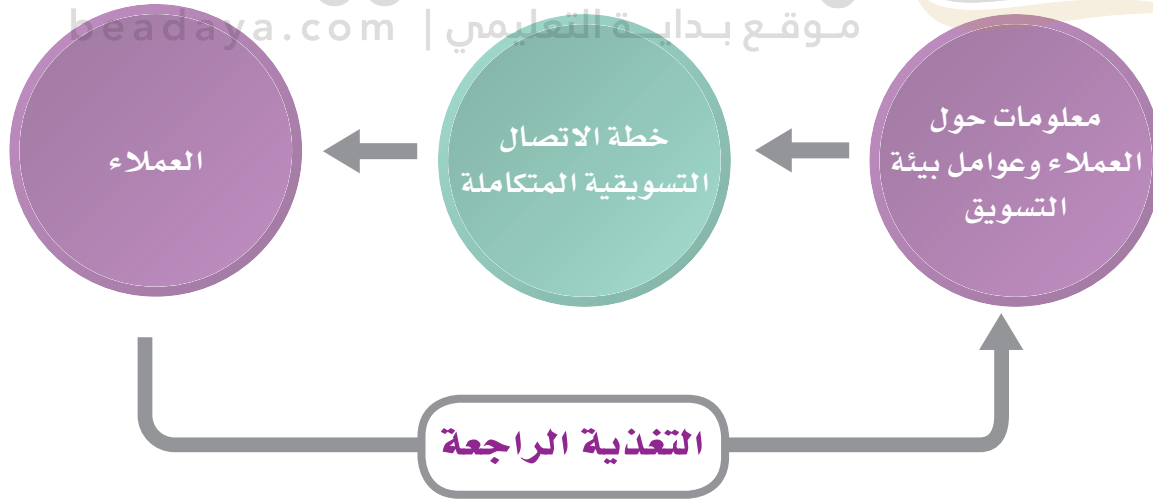 موقع بداية التعليمي | beadaya.com
معلومات حول
العملاء وعوامل بيئة
التسويق
خطة الاتصال
التسويقية المتكاملة
العملاء
التغذية الراجعة